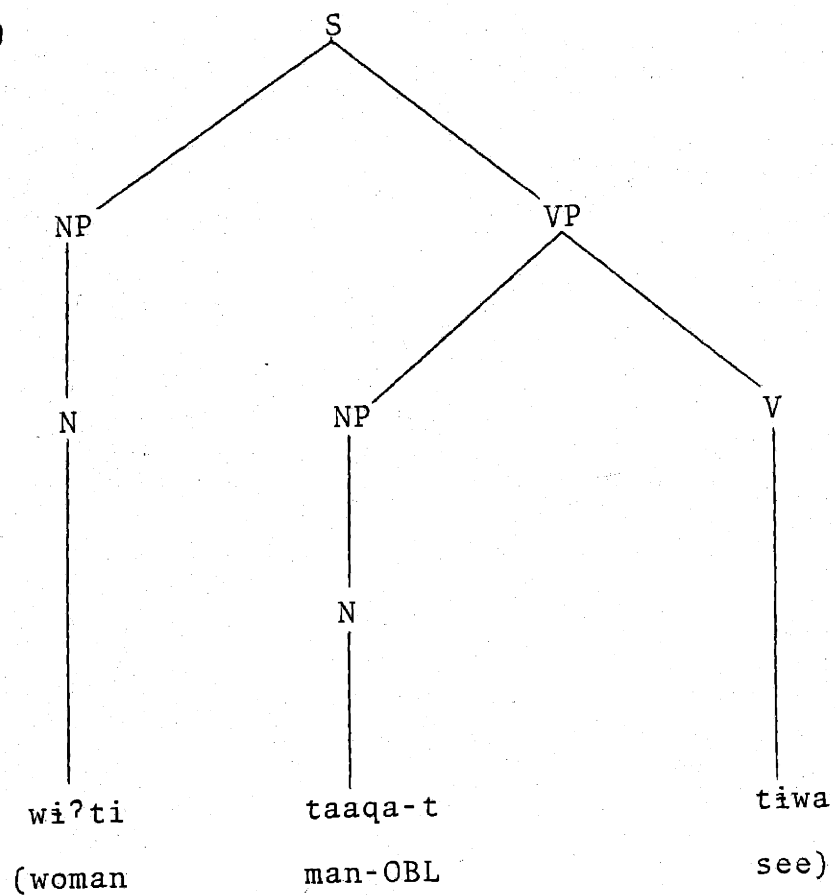 )
S
NP VP
N NP V
N
wɨʔti taaqa-t tɨwa
(woman man-OBL see)